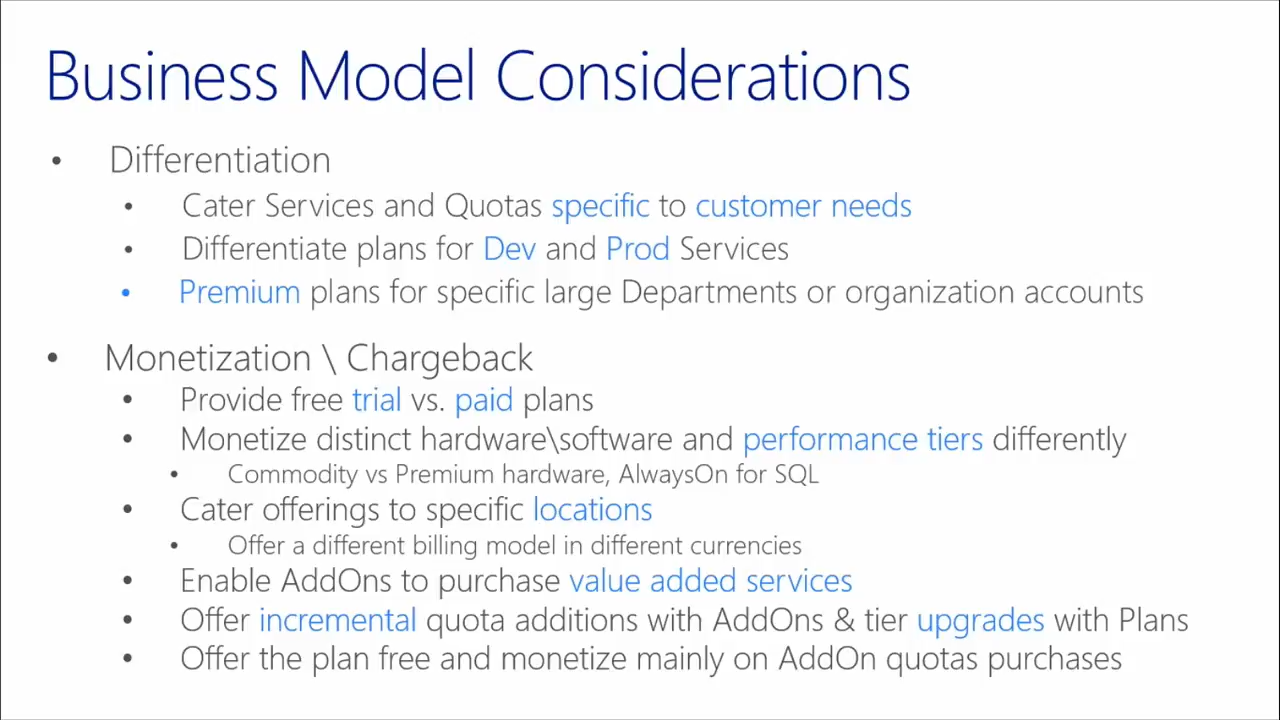 Business Model Considerations
• Differentiation
• Cater Services and Quotas specific to customer needs
• Differentiate plans for Dev and Prod Services
• Premium plans for specific large Departments or organization accounts
• Monetization \ Chargeback
• Provide free trial vs. paid plans
• Monetize distinct hardware\software and performance tiers differently
• Commodity vs Premium hardware, AlwaysOn for SQL
• Cater offerings to specific locations
• Offer a different billing model in different currencies
• Enable AddOns to purchase value added services
• Offer incremental quota additions with AddOns & tier upgrades with Plans
• Offer the plan free and monetize mainly on AddOn quotas purchases